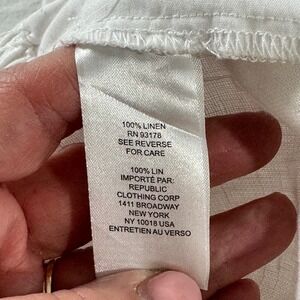 100% LINEN
RN 93178
SEE REVERSE
FOR CARE
100% LIN
IMPORTÉ PAR:
REPUBLIC
CLOTHING CORP
1411 BROADWAY
NEW YORK
NY 10018 USA
ENTRETIEN AU VERSO